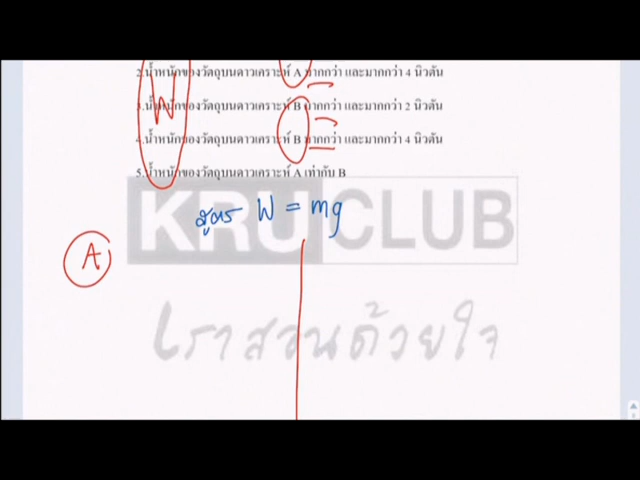 2.น้ำหนักของวัตถุบนดาวเคราะห์ A มากกว่า และมากกว่า 4 นิวตัน
3.น้ำหนักของวัตถุบนดาวเคราะห์ B มากกว่า และมากกว่า 2 นิวตัน
4.น้ำหนักของวัตถุบนดาวเคราะห์ B มากกว่า และมากกว่า 4 นิวตัน
5.น้ำหนักของวัตถุบนดาวเคราะห์ A เท่ากับ B
W
สูตร W = mg
KRU CLUB
A
เราสอนด้วยใจ